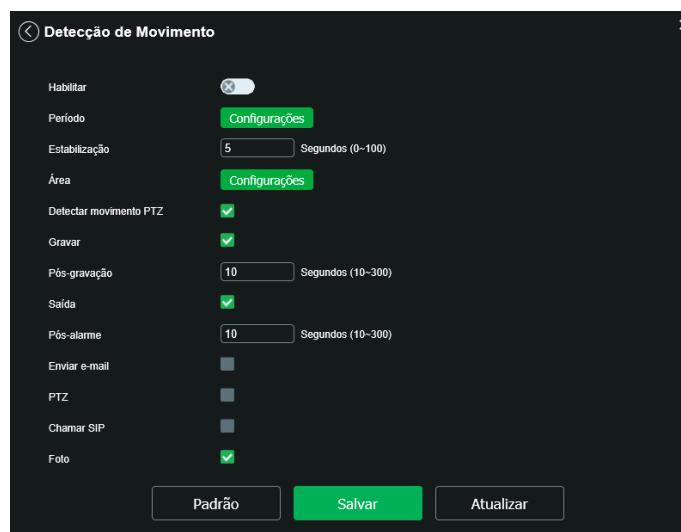 Detecção de Movimento
Habilitar
Período Configurações
Estabilização 5 Segundos (0~100)
Área Configurações
Detectar movimento PTZ
Gravar
Pós-gravação 10 Segundos (10~300)
Saída
Pós-alarme 10 Segundos (10~300)
Enviar e-mail
PTZ
Chamar SIP
Foto
Padrão Salvar Atualizar